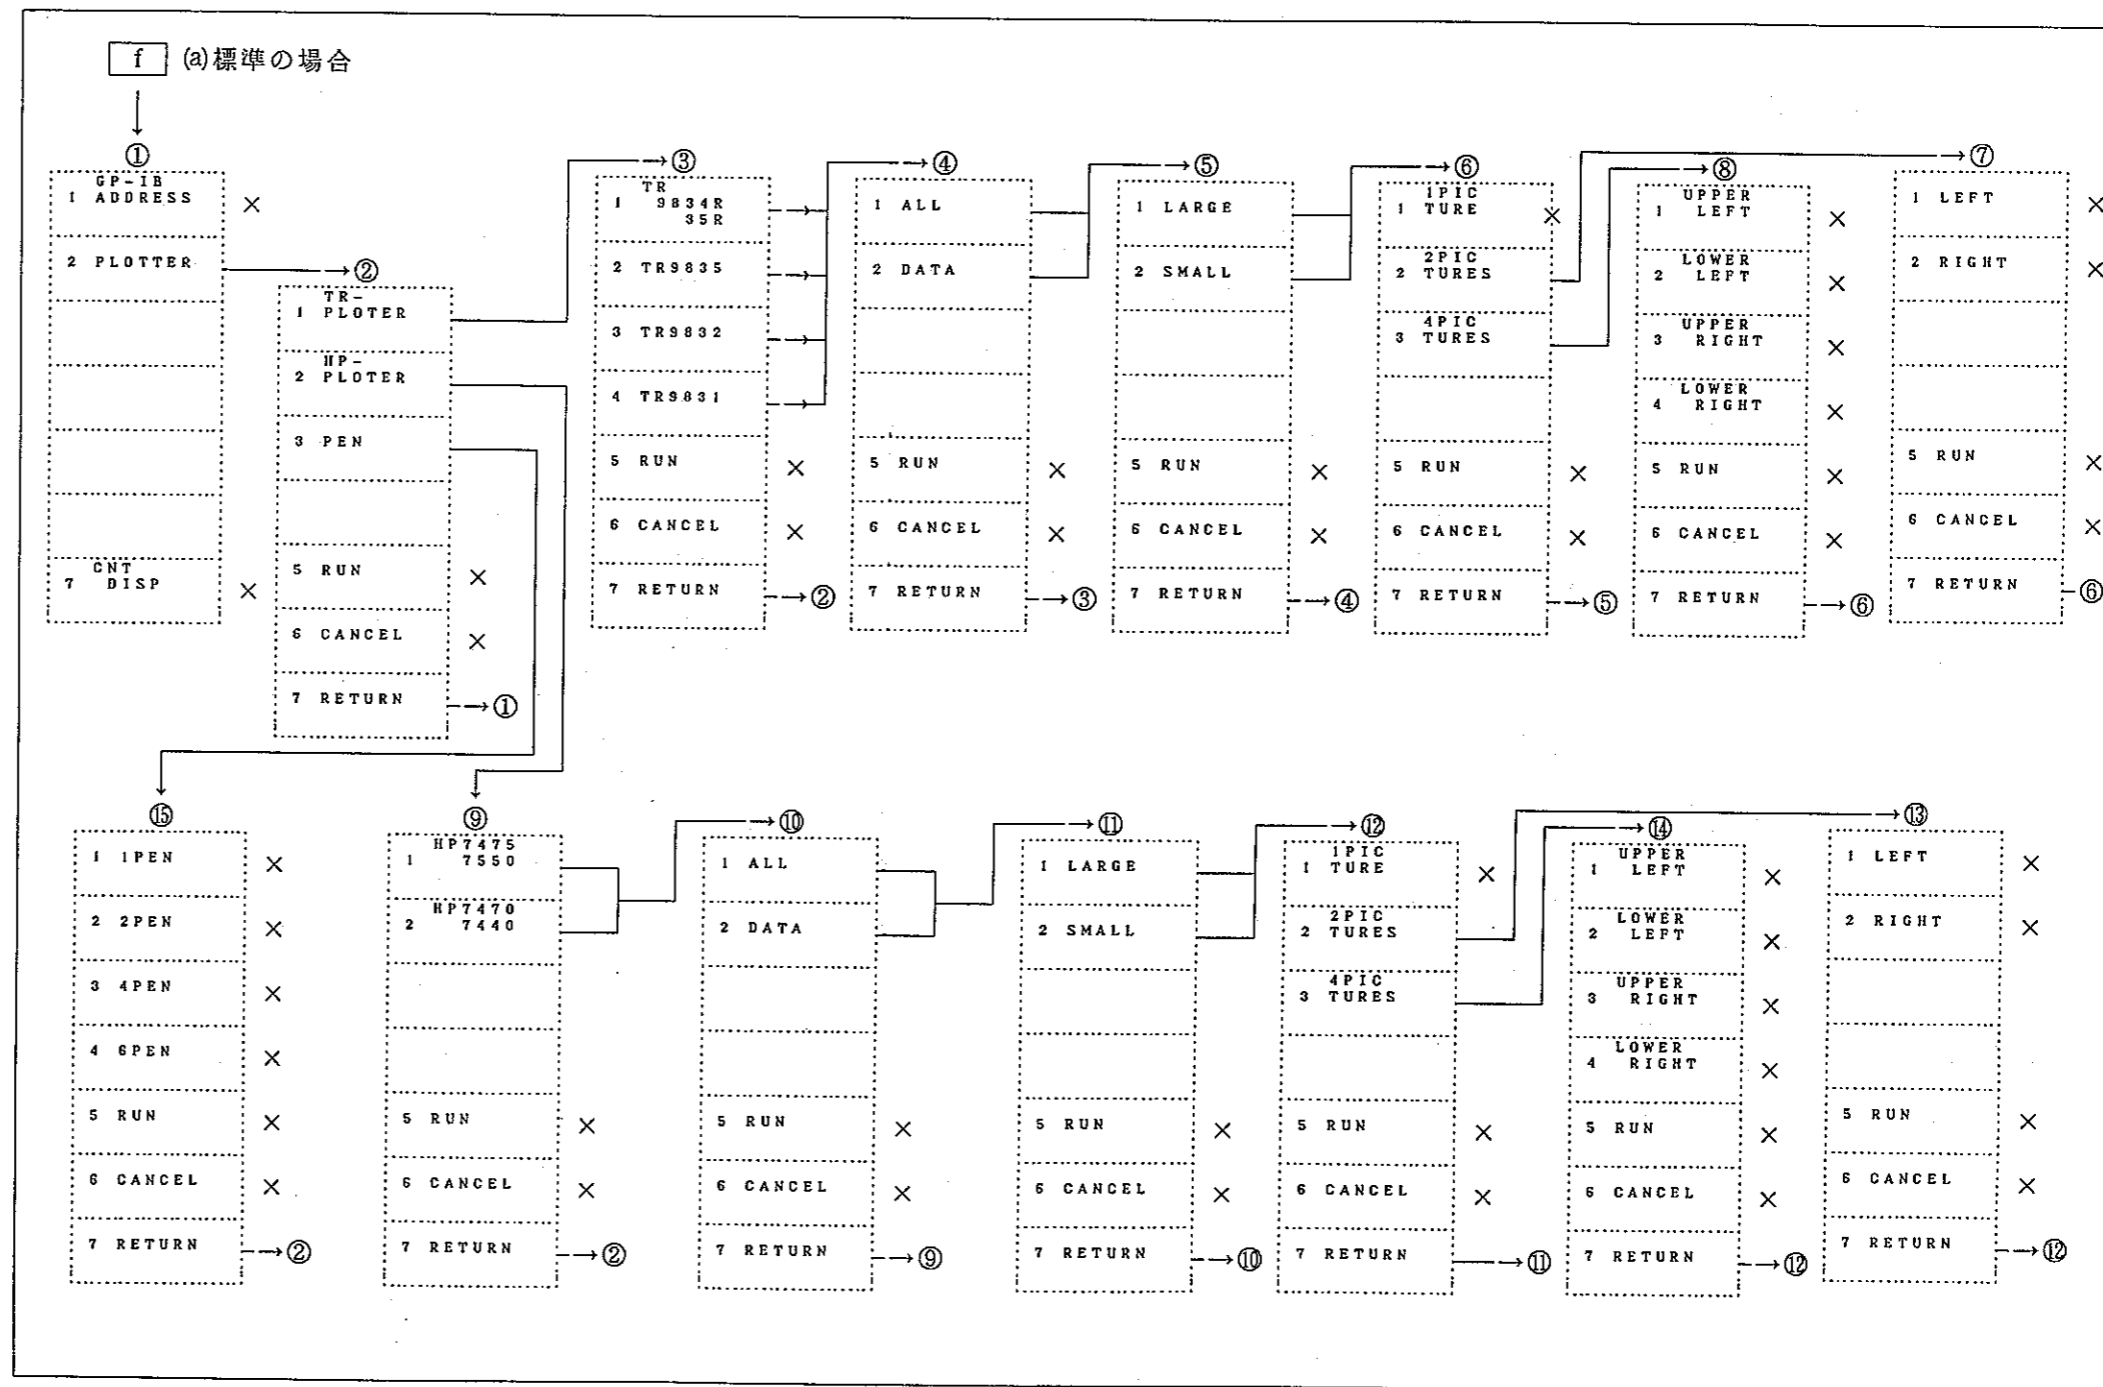 f (a)標準の場合
①
GP-IB
1 ADDRESS ×
2 PLOTTER → ②
CNT
7 DISP ×
②
TR-
1 PLOTER
HP-
2 PLOTER
3 PEN
5 RUN ×
6 CANCEL ×
7 RETURN → ①
③
TR
1 9834R
35R
2 TR9835
3 TR9832
4 TR9831
5 RUN ×
6 CANCEL ×
7 RETURN → ②
④
1 ALL
2 DATA
5 RUN ×
6 CANCEL ×
7 RETURN → ③
⑤
1 LARGE
2 SMALL
5 RUN ×
6 CANCEL ×
7 RETURN → ④
⑥
1PIC
1 TURE ×
2PIC
2 TURES
4PIC
3 TURES
5 RUN ×
6 CANCEL ×
7 RETURN → ⑤
⑧
UPPER
1 LEFT ×
LOWER
2 LEFT ×
UPPER
3 RIGHT ×
LOWER
4 RIGHT ×
5 RUN ×
6 CANCEL ×
7 RETURN → ⑥
⑦
1 LEFT ×
2 RIGHT ×
5 RUN ×
6 CANCEL ×
7 RETURN → ⑥
⑮
1 1PEN ×
2 2PEN ×
3 4PEN ×
4 6PEN ×
5 RUN ×
6 CANCEL ×
7 RETURN → ②
⑨
HP7475
1 7550
HP7470
2 7440
5 RUN ×
6 CANCEL ×
7 RETURN → ②
⑩
1 ALL
2 DATA
5 RUN ×
6 CANCEL ×
7 RETURN → ⑨
⑪
1 LARGE
2 SMALL
5 RUN ×
6 CANCEL ×
7 RETURN → ⑩
⑫
1PIC
1 TURE ×
2PIC
2 TURES
4PIC
3 TURES
5 RUN ×
6 CANCEL ×
7 RETURN → ⑪
⑭
UPPER
1 LEFT ×
LOWER
2 LEFT ×
UPPER
3 RIGHT ×
LOWER
4 RIGHT ×
5 RUN ×
6 CANCEL ×
7 RETURN → ⑫
⑬
1 LEFT ×
2 RIGHT ×
5 RUN ×
6 CANCEL ×
7 RETURN → ⑫